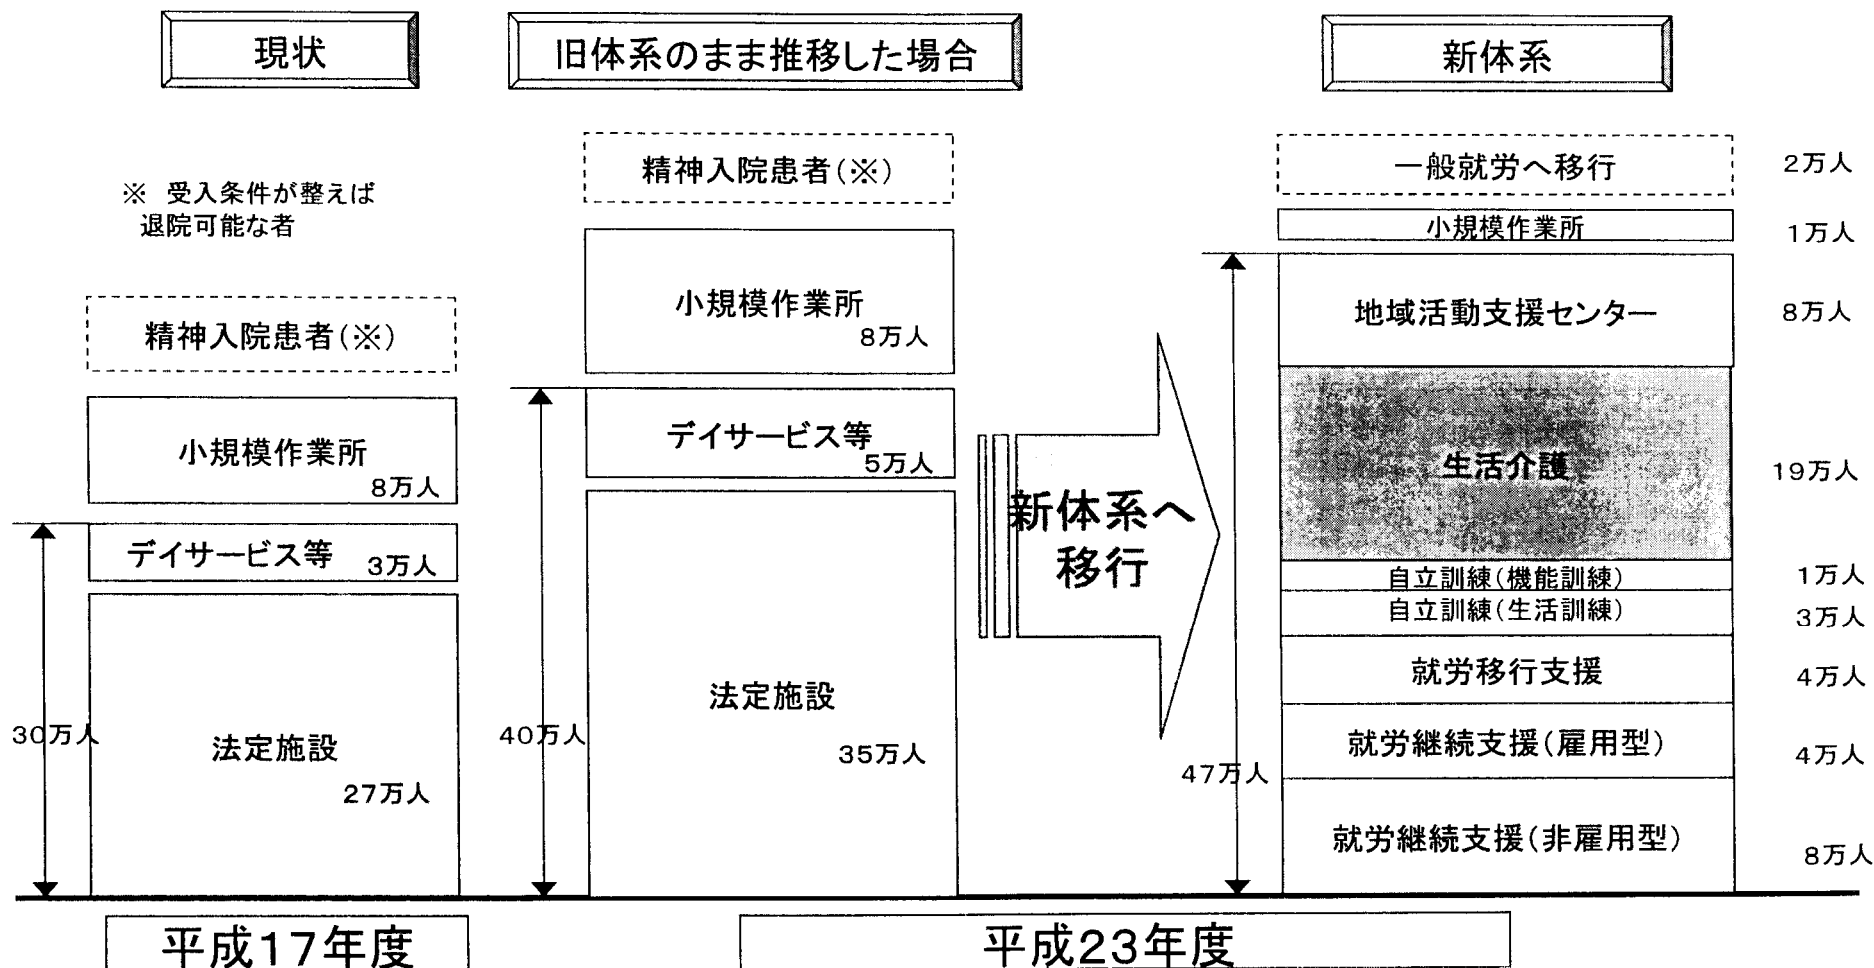 現状
旧体系のまま推移した場合
新体系
※ 受入条件が整えば
退院可能な者
精神入院患者(※)
小規模作業所
8万人
デイサービス等 3万人
30万人
法定施設
27万人
精神入院患者(※)
小規模作業所
8万人
デイサービス等
5万人
40万人
法定施設
35万人
新体系へ
移行
一般就労へ移行 2万人
小規模作業所 1万人
地域活動支援センター 8万人
生活介護 19万人
自立訓練(機能訓練) 1万人
自立訓練(生活訓練) 3万人
就労移行支援 4万人
就労継続支援(雇用型) 4万人
47万人
就労継続支援(非雇用型) 8万人
平成17年度
平成23年度